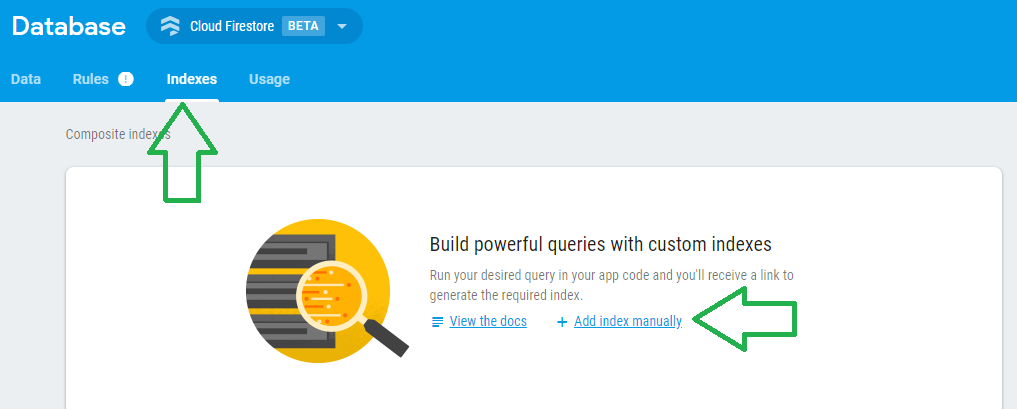 Database Cloud Firestore BETA
Data Rules ! Indexes Usage
Composite indexes
Build powerful queries with custom indexes
Run your desired query in your app code and you'll receive a link to
generate the required index.
View the docs + Add index manually